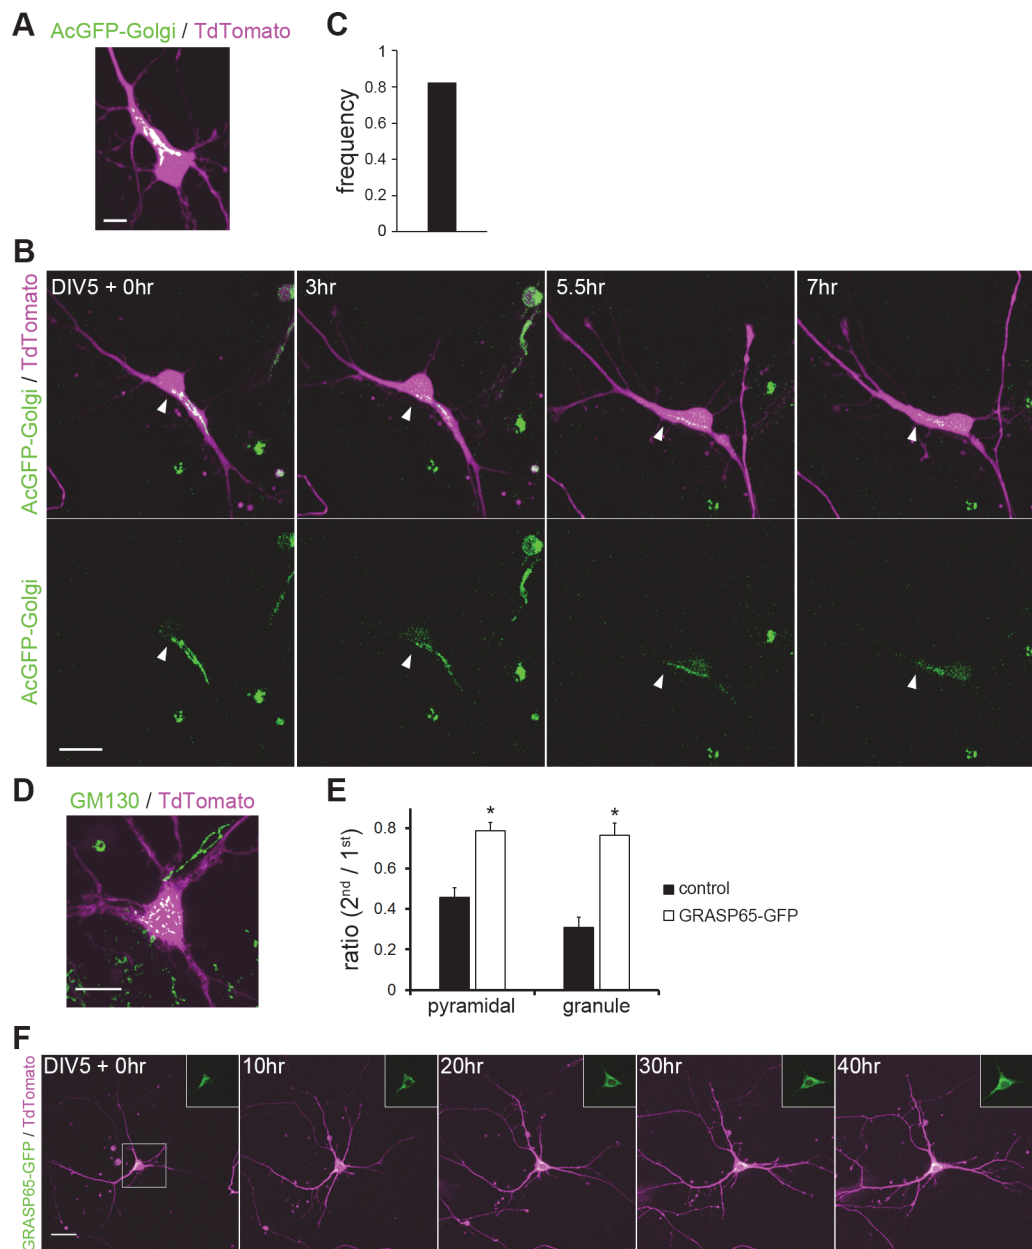 A
AcGFP-Golgi / TdTomato
C
1
0.8
0.6
0.4
0.2
0
frequency
B
AcGFP-Golgi / TdTomato
DIV5 + 0hr
3hr
5.5hr
7hr
AcGFP-Golgi
D
GM130 / TdTomato
E
0.8
0.6
0.4
0.2
0
ratio (2nd / 1st)
*
*
pyramidal
granule
control
GRASP65-GFP
F
GRASP65-GFP / TdTomato
DIV5 + 0hr
10hr
20hr
30hr
40hr